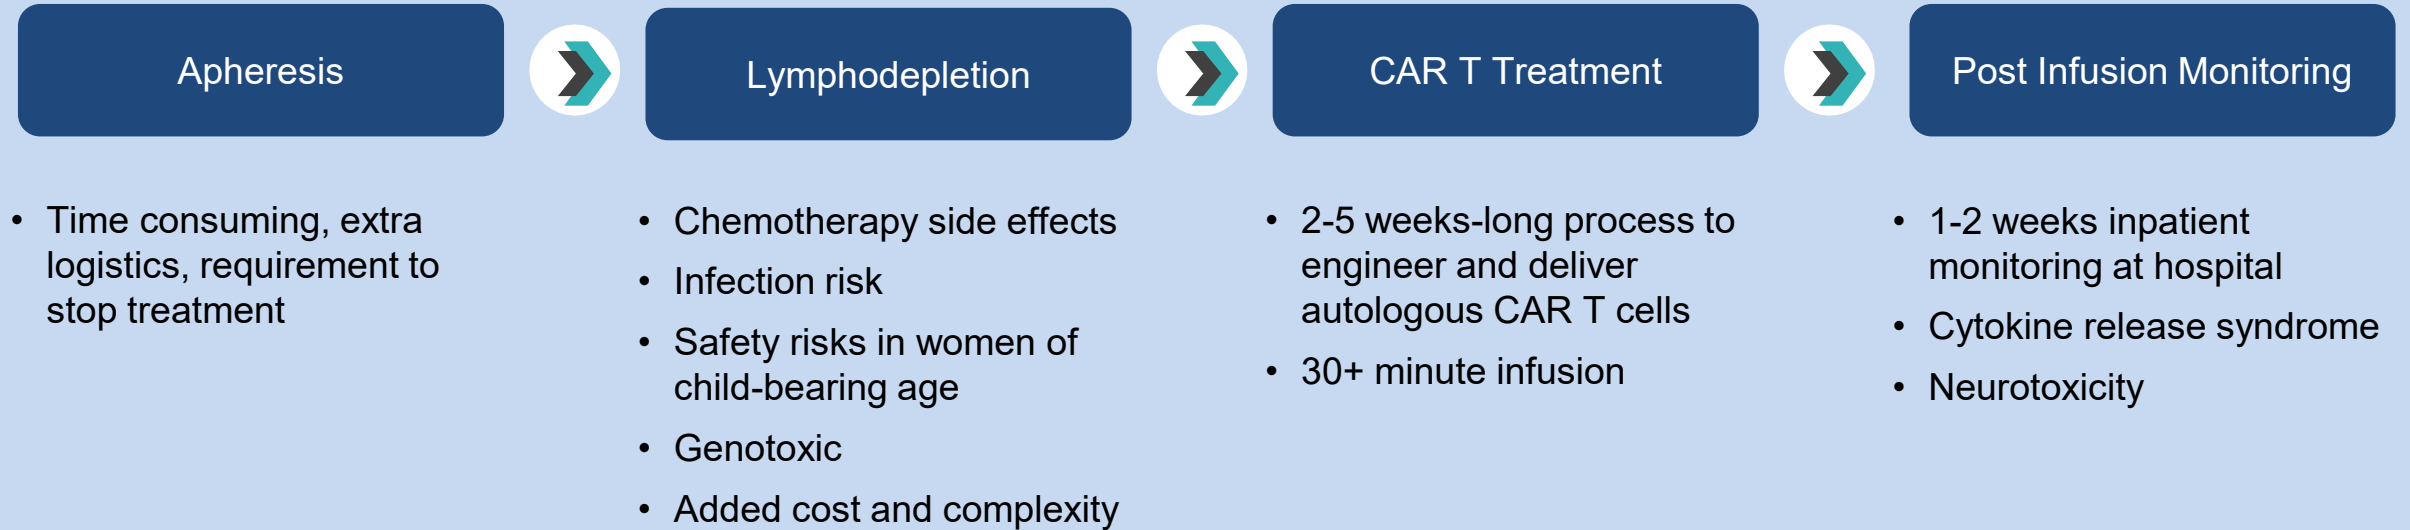 Apheresis
Lymphodepletion
CAR T Treatment
Post Infusion Monitoring
• Time consuming, extra
logistics, requirement to
stop treatment
• Chemotherapy side effects
• Infection risk
• Safety risks in women of
child-bearing age
• Genotoxic
• Added cost and complexity
• 2-5 weeks-long process to
engineer and deliver
autologous CAR T cells
• 30+ minute infusion
• 1-2 weeks inpatient
monitoring at hospital
• Cytokine release syndrome
• Neurotoxicity